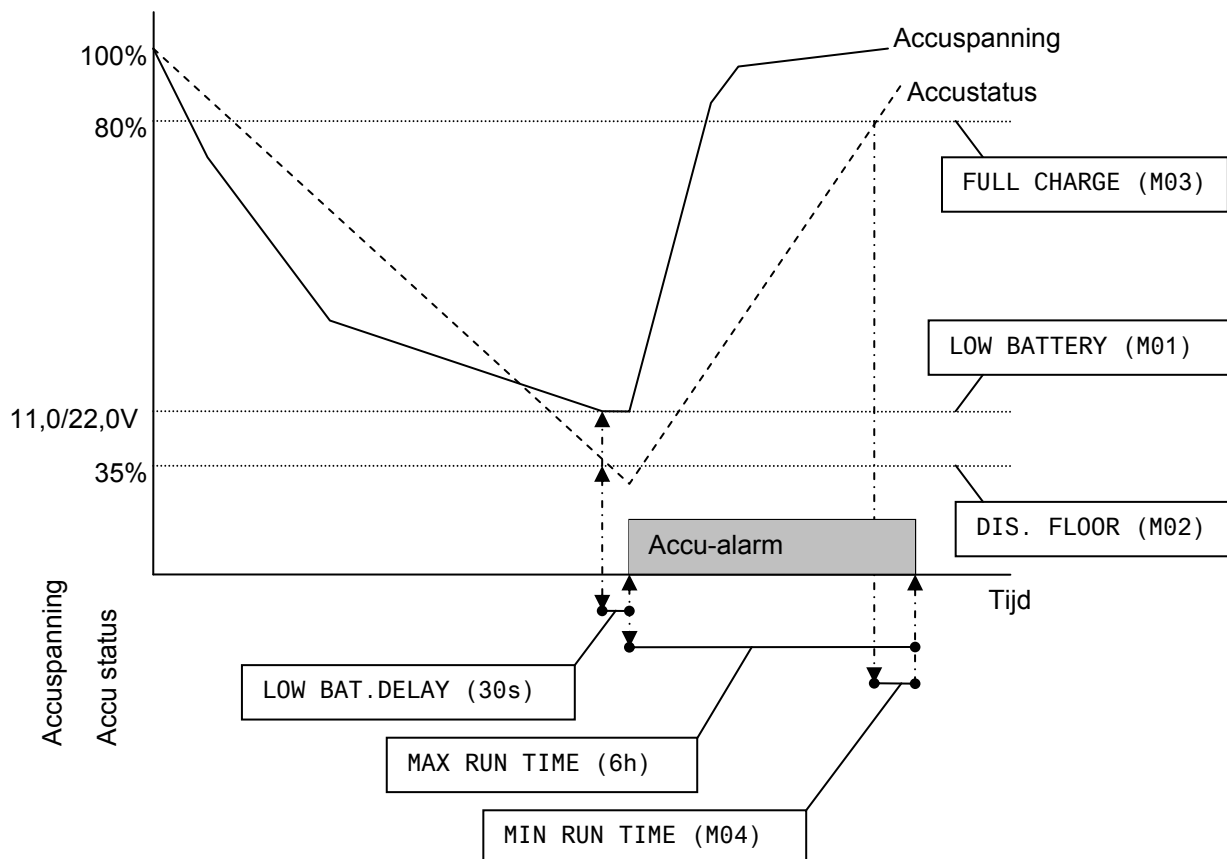 100%
Accuspanning
Accustatus
80%
FULL CHARGE (M03)
LOW BATTERY (M01)
11,0/22,0V
35%
DIS. FLOOR (M02)
Accu-alarm
Tijd
Accuspanning
Accu status
LOW BAT.DELAY (30s)
MAX RUN TIME (6h)
MIN RUN TIME (M04)